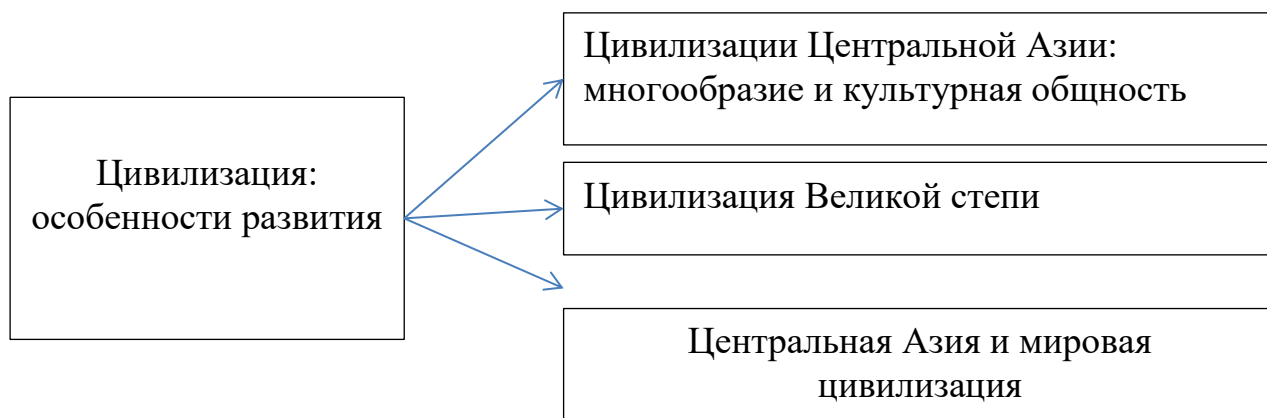 Цивилизация:
особенности развития
Цивилизации Центральной Азии:
многообразие и культурная общность
Цивилизация Великой степи
Центральная Азия и мировая
цивилизация